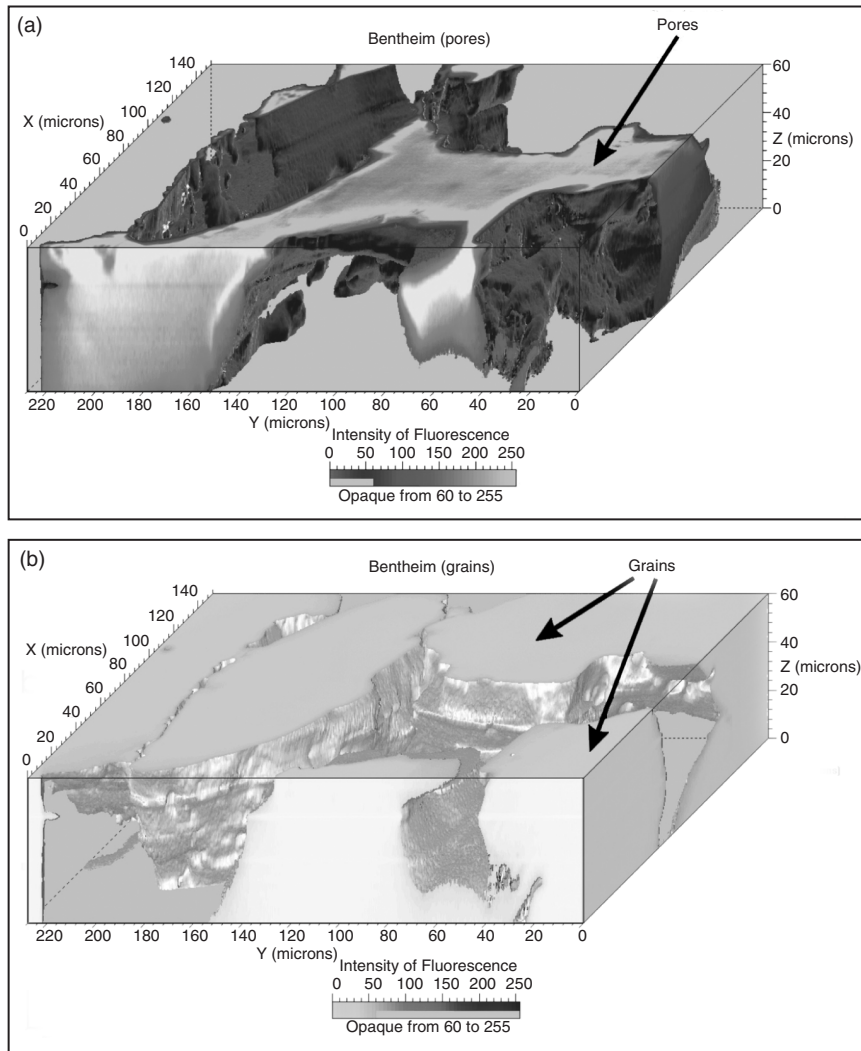 (a)
Bentheim (pores)
Pores
140
120
100
80
60
40
20
0
X (microns)
60
40
20
0
Z (microns)
220 200 180 160 140 120 100 80 60 40 20 0
Y (microns)
Intensity of Fluorescence
0 50 100 150 200 250
Opaque from 60 to 255
(b)
Bentheim (grains)
Grains
140
120
100
80
60
40
20
0
X (microns)
60
40
20
0
Z (microns)
220 200 180 160 140 120 100 80 60 40 20 0
Y (microns)
Intensity of Fluorescence
0 50 100 150 200 250
Opaque from 60 to 255